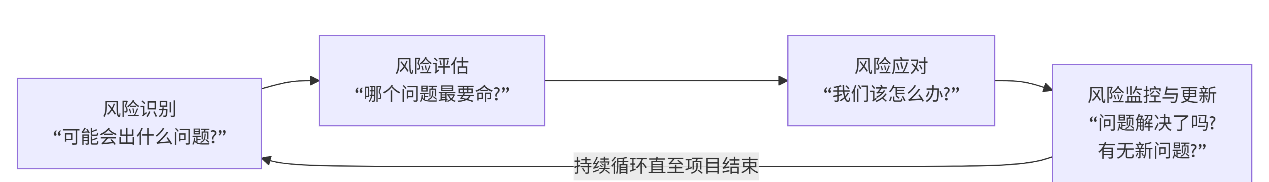 风险识别
“可能会出什么问题?”
风险评估
“哪个问题最要命?”
风险应对
“我们该怎么办?”
风险监控与更新
“问题解决了吗?
有无新问题?”
持续循环直至项目结束